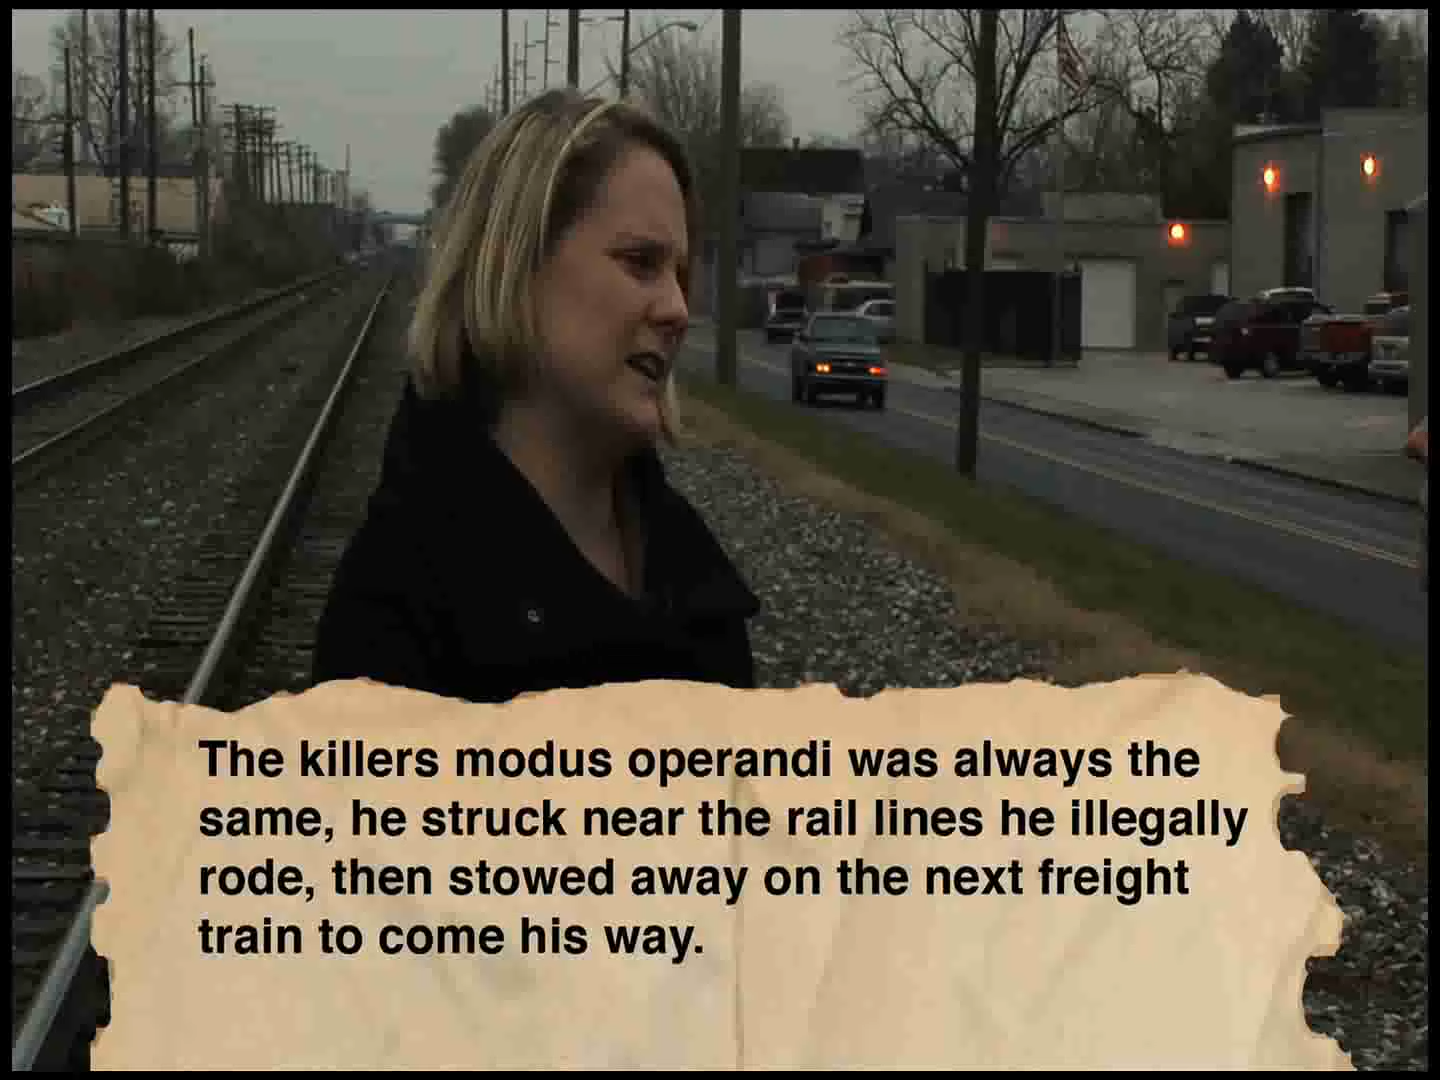 The killers modus operandi was always the
same, he struck near the rail lines he illegally
rode, then stowed away on the next freight
train to come his way.